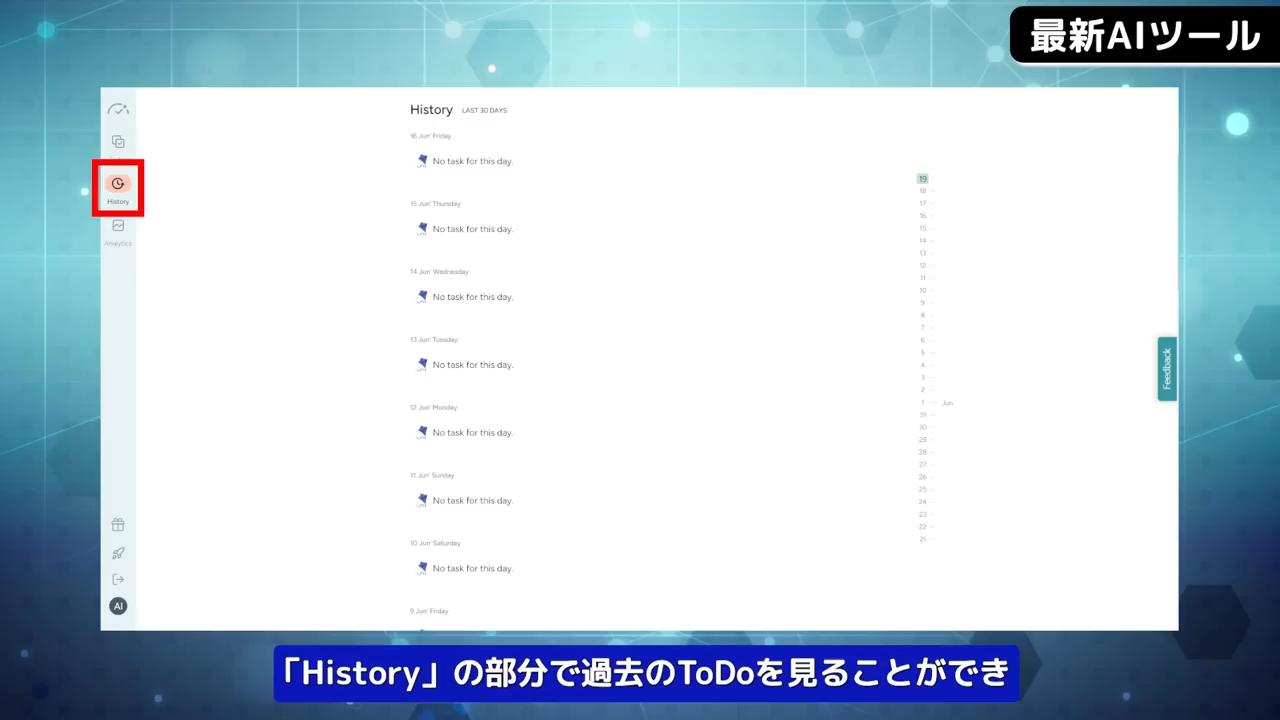 最新AIツール
History LAST 30 DAYS
16 Jun' Friday
No task for this day.
15 Jun' Thursday
No task for this day.
14 Jun' Wednesday
No task for this day.
13 Jun' Tuesday
No task for this day.
12 Jun' Monday
No task for this day.
11 Jun' Sunday
No task for this day.
10 Jun' Saturday
No task for this day.
9 Jun' Friday
History
Analytics
AI
19
18
17
16
15
14
13
12
11
10
9
8
7
6
5
4
3
2
1 Jun
31
30
29
28
27
26
25
24
23
22
21
Feedback
「History」の部分で過去のToDoを見ることができ